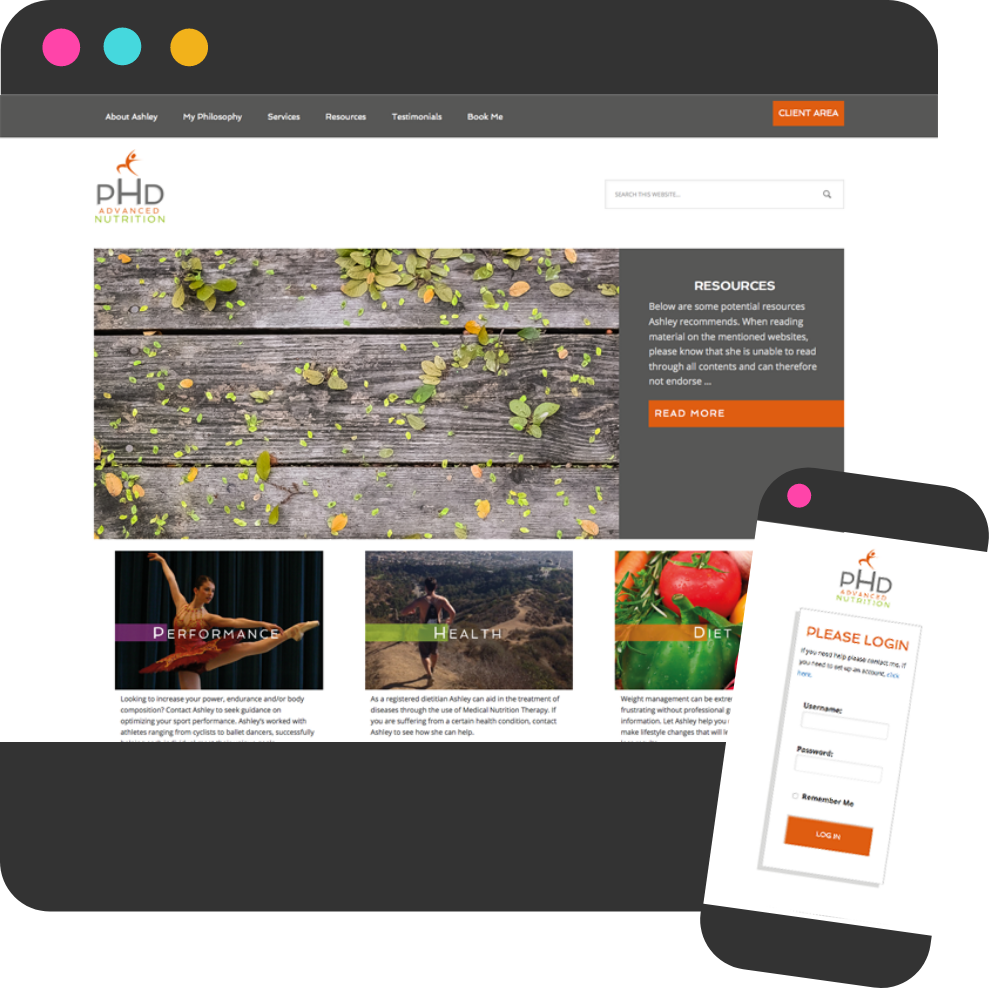 About Ashley My Philosophy Services Resources Testimonials Book Me CLIENT AREA
PHD
ADVANCED
NUTRITION
SEARCH THIS WEBSITE...
RESOURCES
Below are some potential resources
Ashley recommends. When reading
material on the mentioned websites,
please know that she is unable to read
through all contents and can therefore
not endorse ...
READ MORE
PERFORMANCE
Looking to increase your power, endurance and/or body
composition? Contact Ashley to seek guidance on
optimizing your sport performance. Ashley's worked with
athletes ranging from cyclists to ballet dancers, successfully
HEALTH
As a registered dietitian Ashley can aid in the treatment of
diseases through the use of Medical Nutrition Therapy. If
you are suffering from a certain health condition, contact
Ashley to see how she can help.
DIET
Weight management can be
frustrating without professional
information. Let Ashley help you
make lifestyle changes that will
PHD
ADVANCED
NUTRITION
PLEASE LOGIN
If you need help please contact me. If
you need to set up an account, click
here.
Username:
Password:
Remember Me
LOG IN